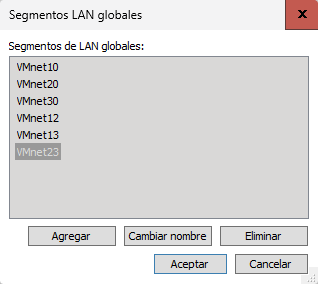 Segmentos LAN globales
Segmentos de LAN globales:
VMnet10
VMnet20
VMnet30
VMnet12
VMnet13
VMnet23
Agregar Cambiar nombre Eliminar
Aceptar Cancelar